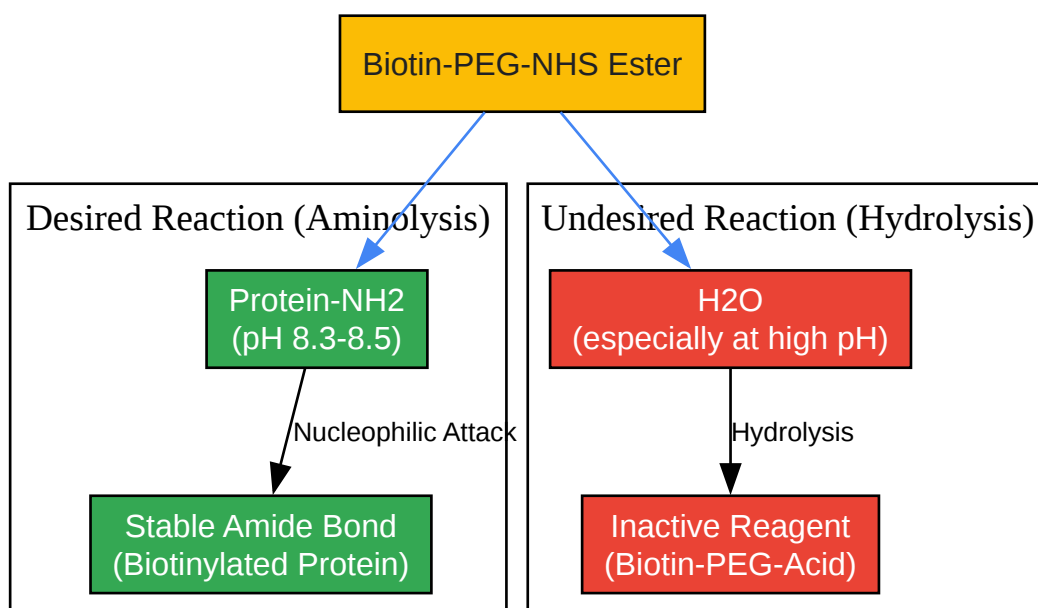 Biotin-PEG-NHS Ester
Desired Reaction (Aminolysis)
Protein-NH2
(pH 8.3-8.5)
Nucleophilic Attack
Stable Amide Bond
(Biotinylated Protein)
Undesired Reaction (Hydrolysis)
H2O
(especially at high pH)
Hydrolysis
Inactive Reagent
(Biotin-PEG-Acid)